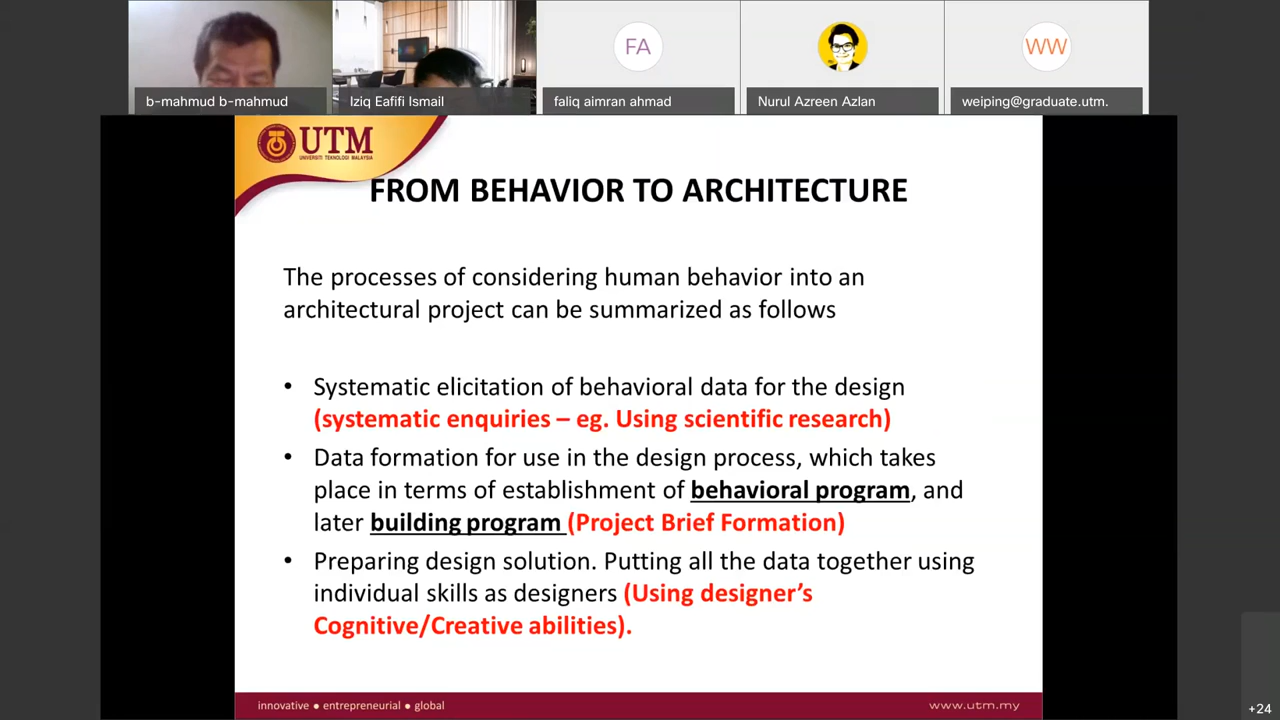 FA
WW
b-mahmud b-mahmud
Iziq Eafifi Ismail
faliq aimran ahmad
Nurul Azreen Azlan
weiping@graduate.utm.
UTM
UNIVERSITI TEKNOLOGI MALAYSIA
FROM BEHAVIOR TO ARCHITECTURE
The processes of considering human behavior into an
architectural project can be summarized as follows
• Systematic elicitation of behavioral data for the design
(systematic enquiries – eg. Using scientific research)
• Data formation for use in the design process, which takes
place in terms of establishment of behavioral program, and
later building program (Project Brief Formation)
• Preparing design solution. Putting all the data together using
individual skills as designers (Using designer’s
Cognitive/Creative abilities).
innovative ● entrepreneurial ● global
www.utm.my
+24